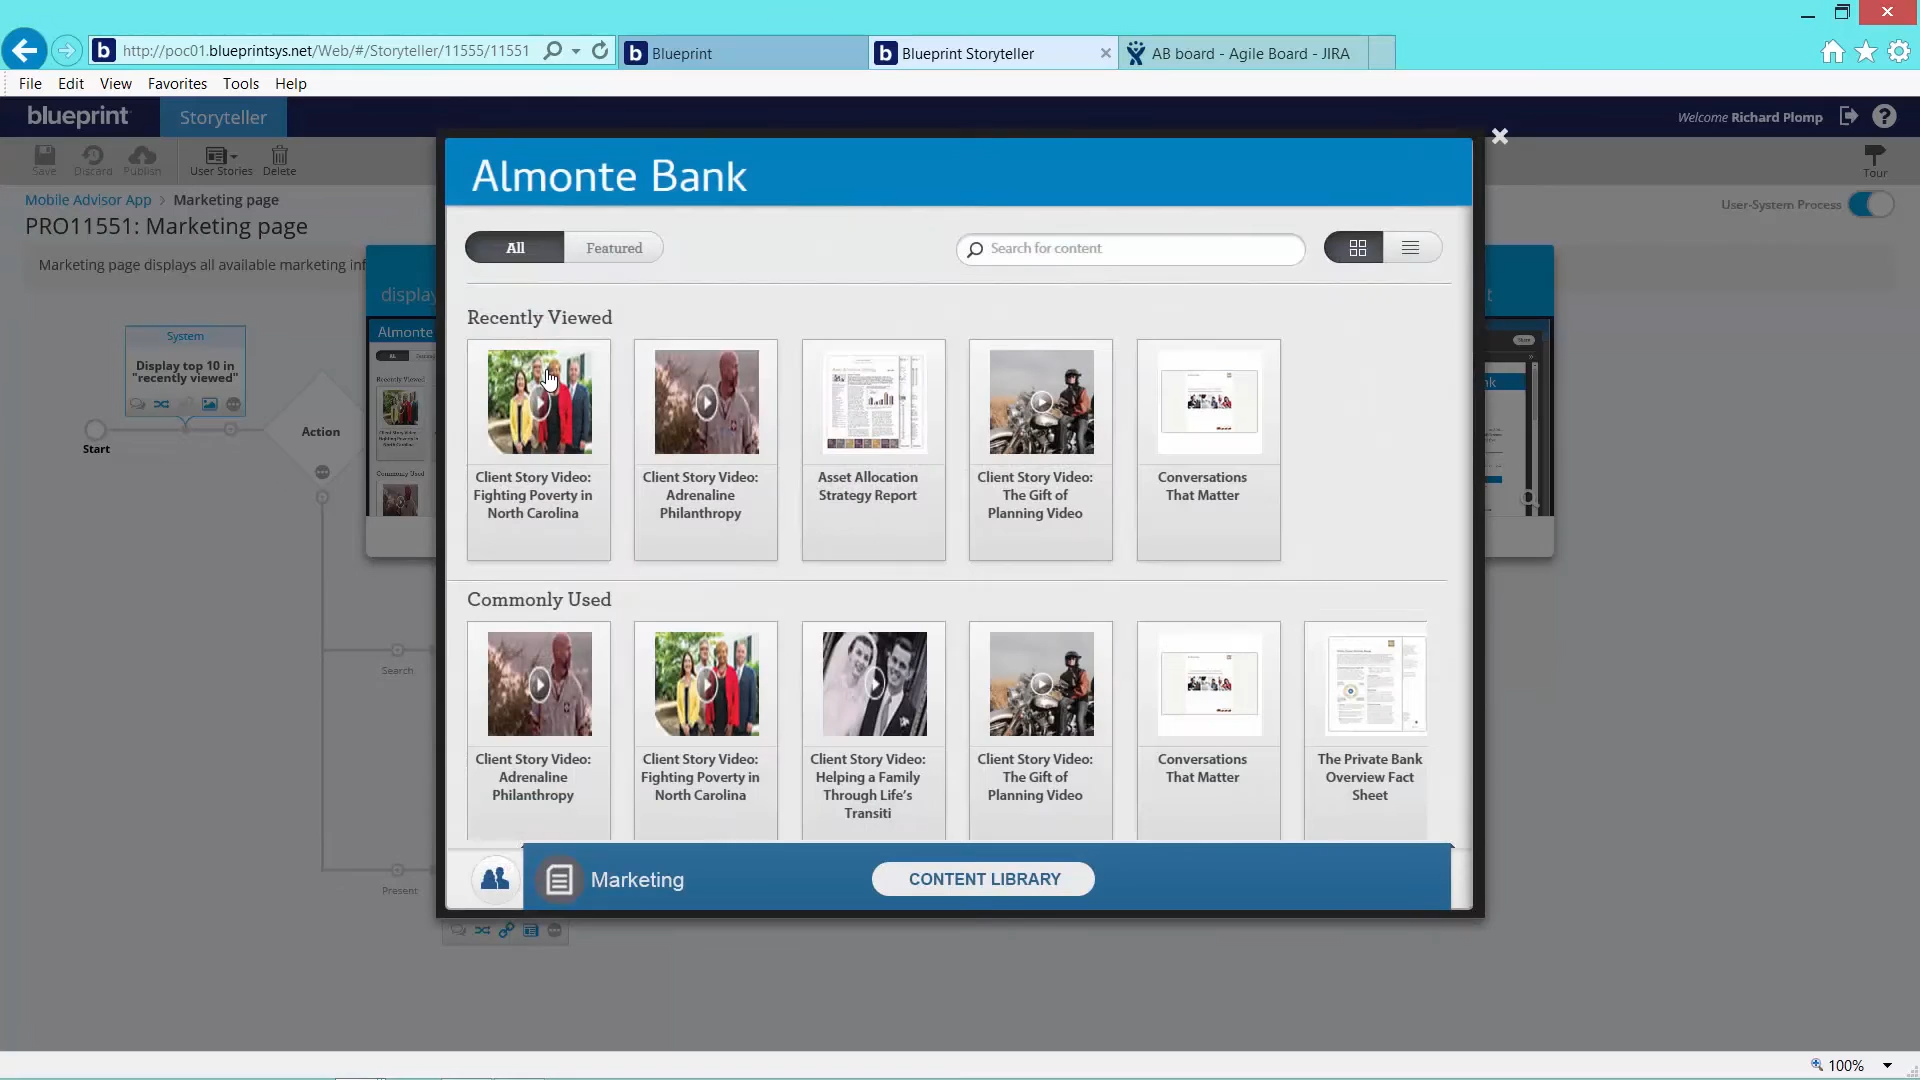 http://poc01.blueprintsys.net/Web/#/Storyteller/11555/11551
Blueprint
Blueprint Storyteller
AB board - Agile Board - JIRA
File Edit View Favorites Tools Help
blueprint
Storyteller
Welcome Richard Plomp
Save
Discard
Publish
User Stories
Delete
Tour
Mobile Advisor App > Marketing page
PRO11551: Marketing page
User-System Process
Marketing page displays all available marketing inf
display
System
Display top 10 in
"recently viewed"
Start
Action
Search
Present
Almonte
Recently Viewed
Commonly Used
Almonte Bank
All
Featured
Search for content
Recently Viewed
Client Story Video:
Fighting Poverty in
North Carolina
Client Story Video:
Adrenaline
Philanthropy
Asset Allocation
Strategy Report
Client Story Video:
The Gift of
Planning Video
Conversations
That Matter
Commonly Used
Client Story Video:
Adrenaline
Philanthropy
Client Story Video:
Fighting Poverty in
North Carolina
Client Story Video:
Helping a Family
Through Life's
Transiti
Client Story Video:
The Gift of
Planning Video
Conversations
That Matter
The Private Bank
Overview Fact
Sheet
Marketing
CONTENT LIBRARY
100%